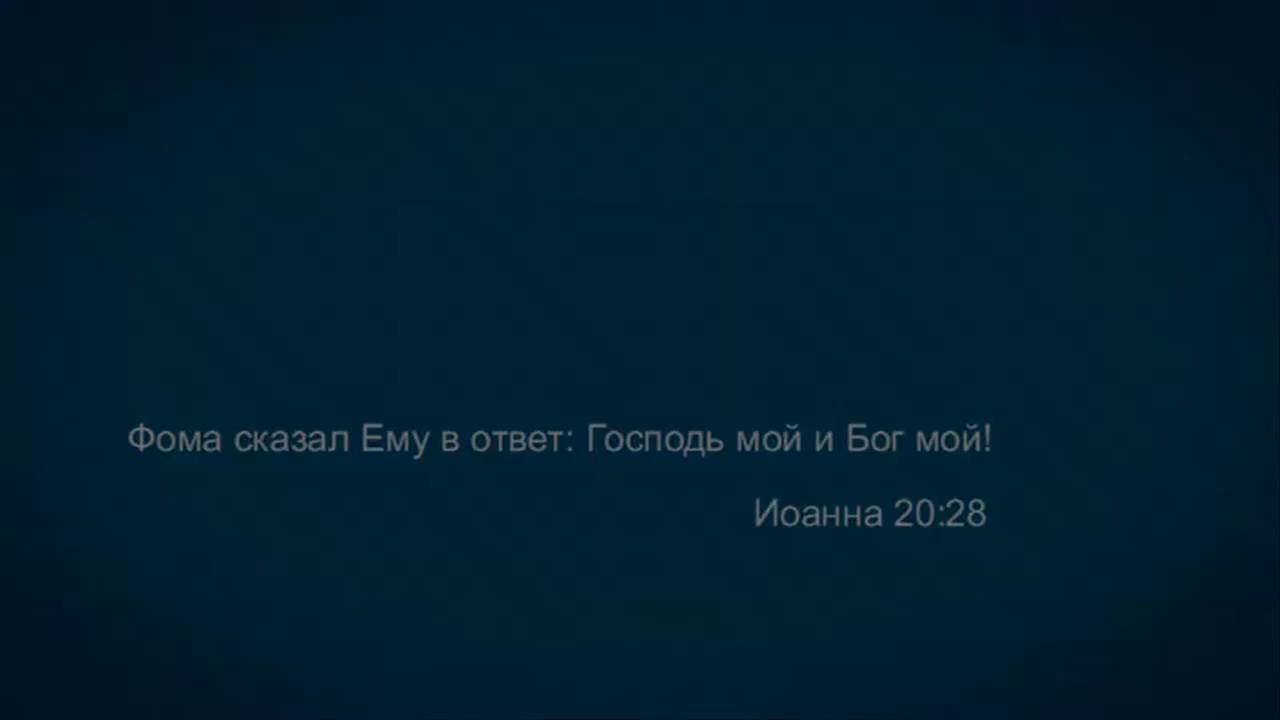 Фома сказал Ему в ответ: Господь мой и Бог мой!
Иоанна 20:28